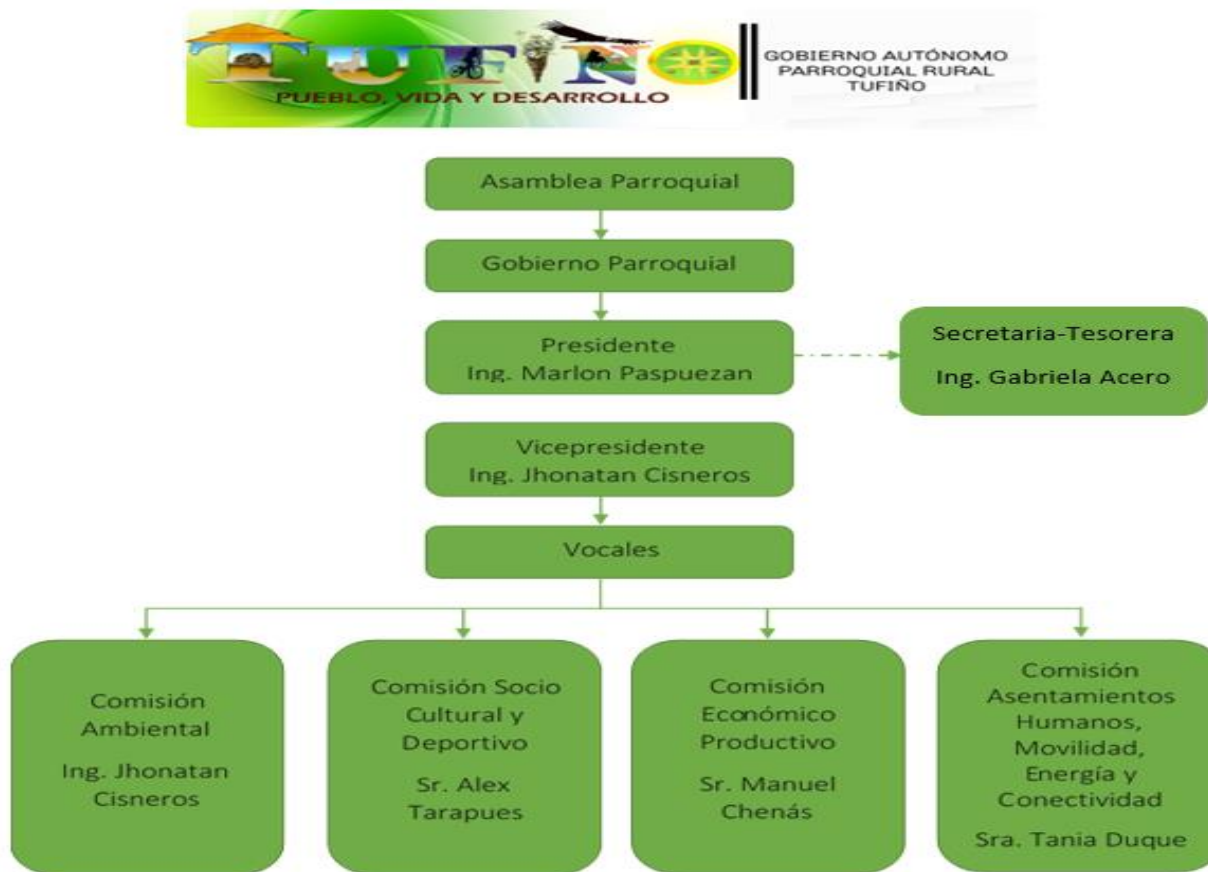 TUFIÑO
PUEBLO, VIDA Y DESARROLLO
GOBIERNO AUTÓNOMO
PARROQUIAL RURAL
TUFIÑO
Asamblea Parroquial
Gobierno Parroquial
Presidente
Ing. Marlon Paspuezan
Secretaria-Tesorera
Ing. Gabriela Acero
Vicepresidente
Ing. Jhonatan Cisneros
Vocales
Comisión
Ambiental
Ing. Jhonatan
Cisneros
Comisión Socio
Cultural y
Deportivo
Sr. Alex
Tarapues
Comisión
Económico
Productivo
Sr. Manuel
Chenás
Comisión
Asentamientos
Humanos,
Movilidad,
Energía y
Conectividad
Sra. Tania Duque